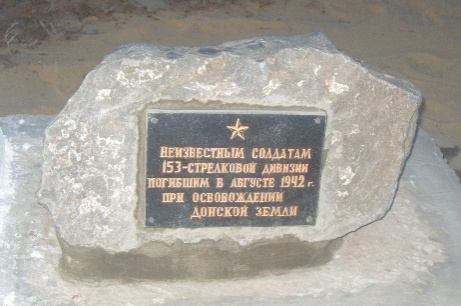 НЕИЗВЕСТНЫМ СОЛДАТАМ
153-СТРЕЛКОВОЙ ДИВИЗИИ
ПОГИБШИМ В АВГУСТЕ 1942 г.
ПРИ ОСВОБОЖДЕНИИ
ДОНСКОЙ ЗЕМЛИ